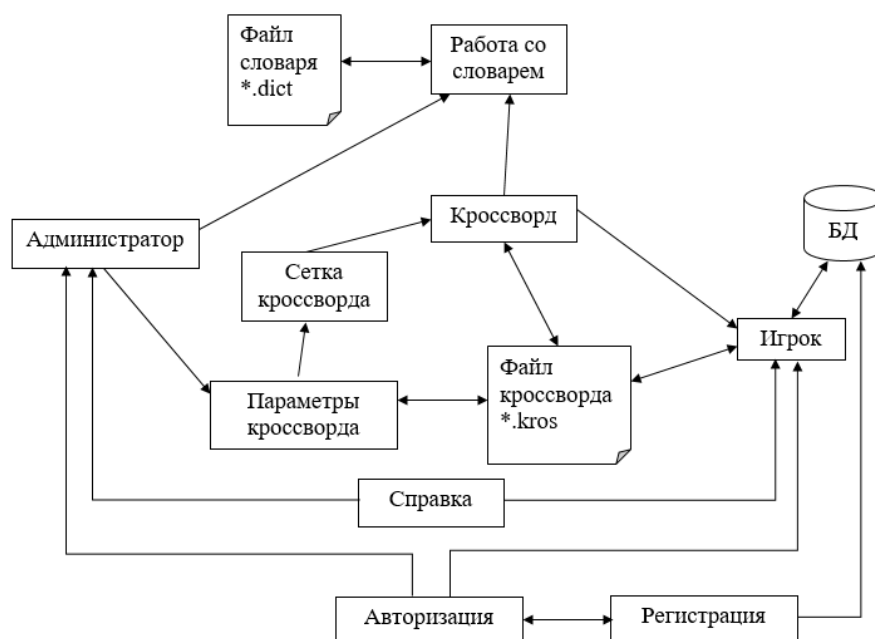 Файл
словаря
*.dict
Работа со
словарем
Кроссворд
БД
Администратор
Сетка
кроссворда
Игрок
Файл
кроссворда
*.kros
Параметры
кроссворда
Справка
Авторизация
Регистрация